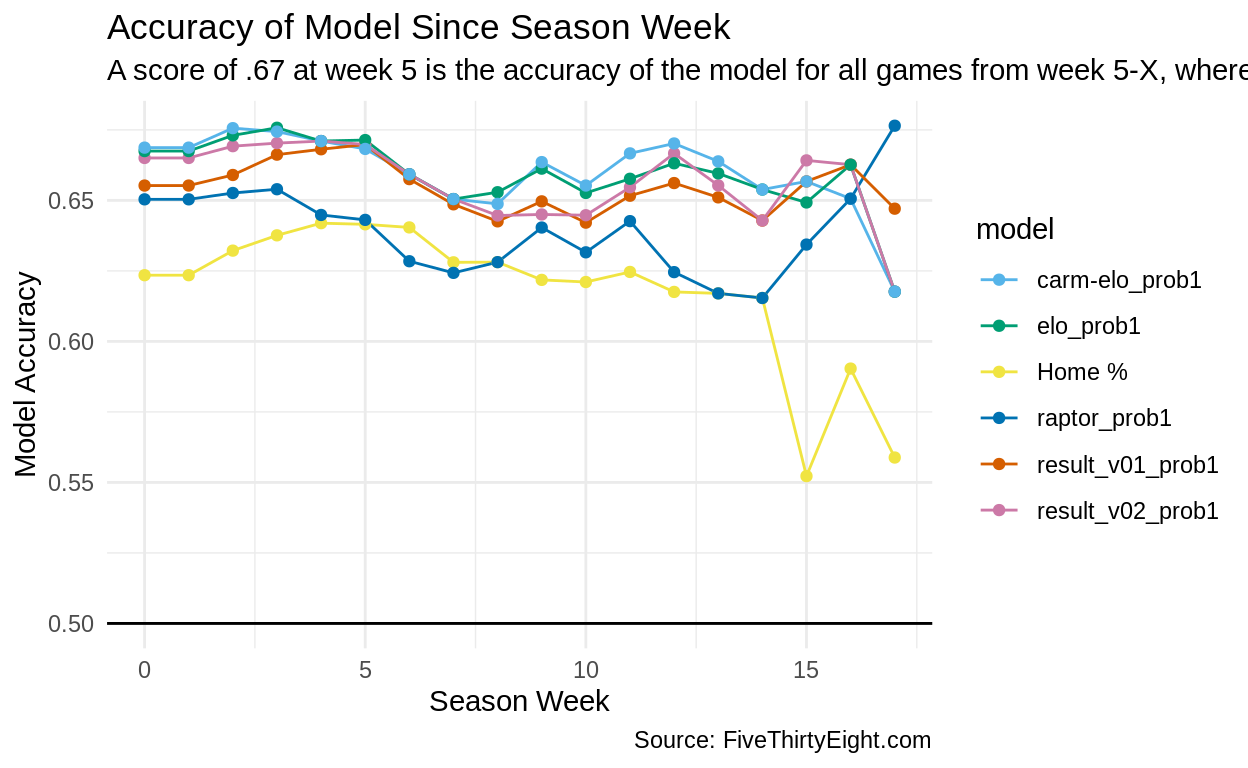 Accuracy of Model Since Season Week
A score of .67 at week 5 is the accuracy of the model for all games from week 5-X, where
Model Accuracy
0.65
0.60
0.55
0.50
0
5
10
15
Season Week
model
carm-elo_prob1
elo_prob1
Home %
raptor_prob1
result_v01_prob1
result_v02_prob1
Source: FiveThirtyEight.com